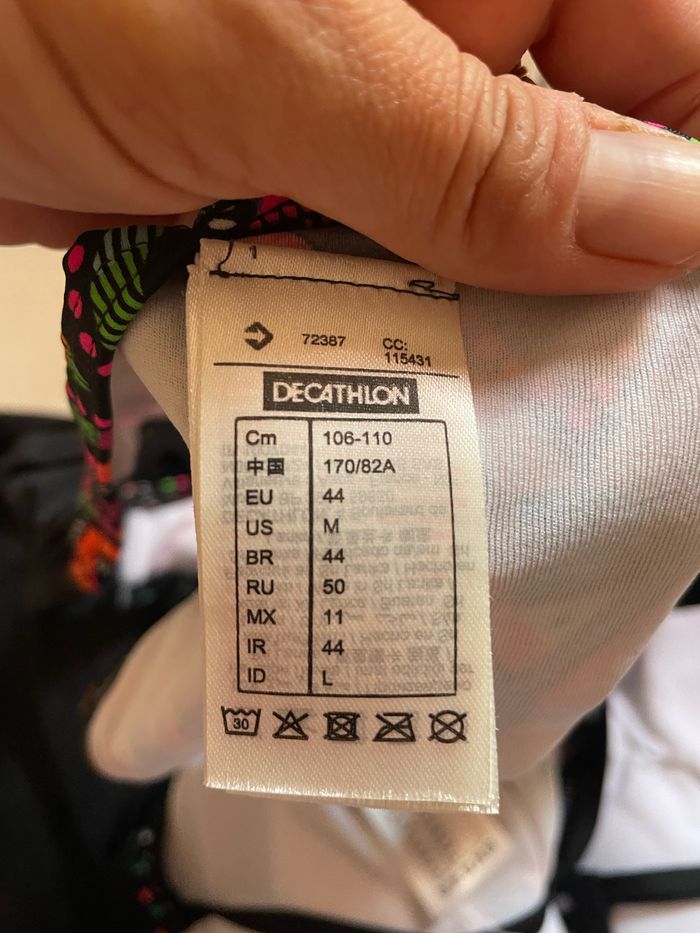 1
72387 CC: 115431
DECATHLON
Cm 106-110
中国 170/82A
EU 44
US M
BR 44
RU 50
MX 11
IR 44
ID L
30